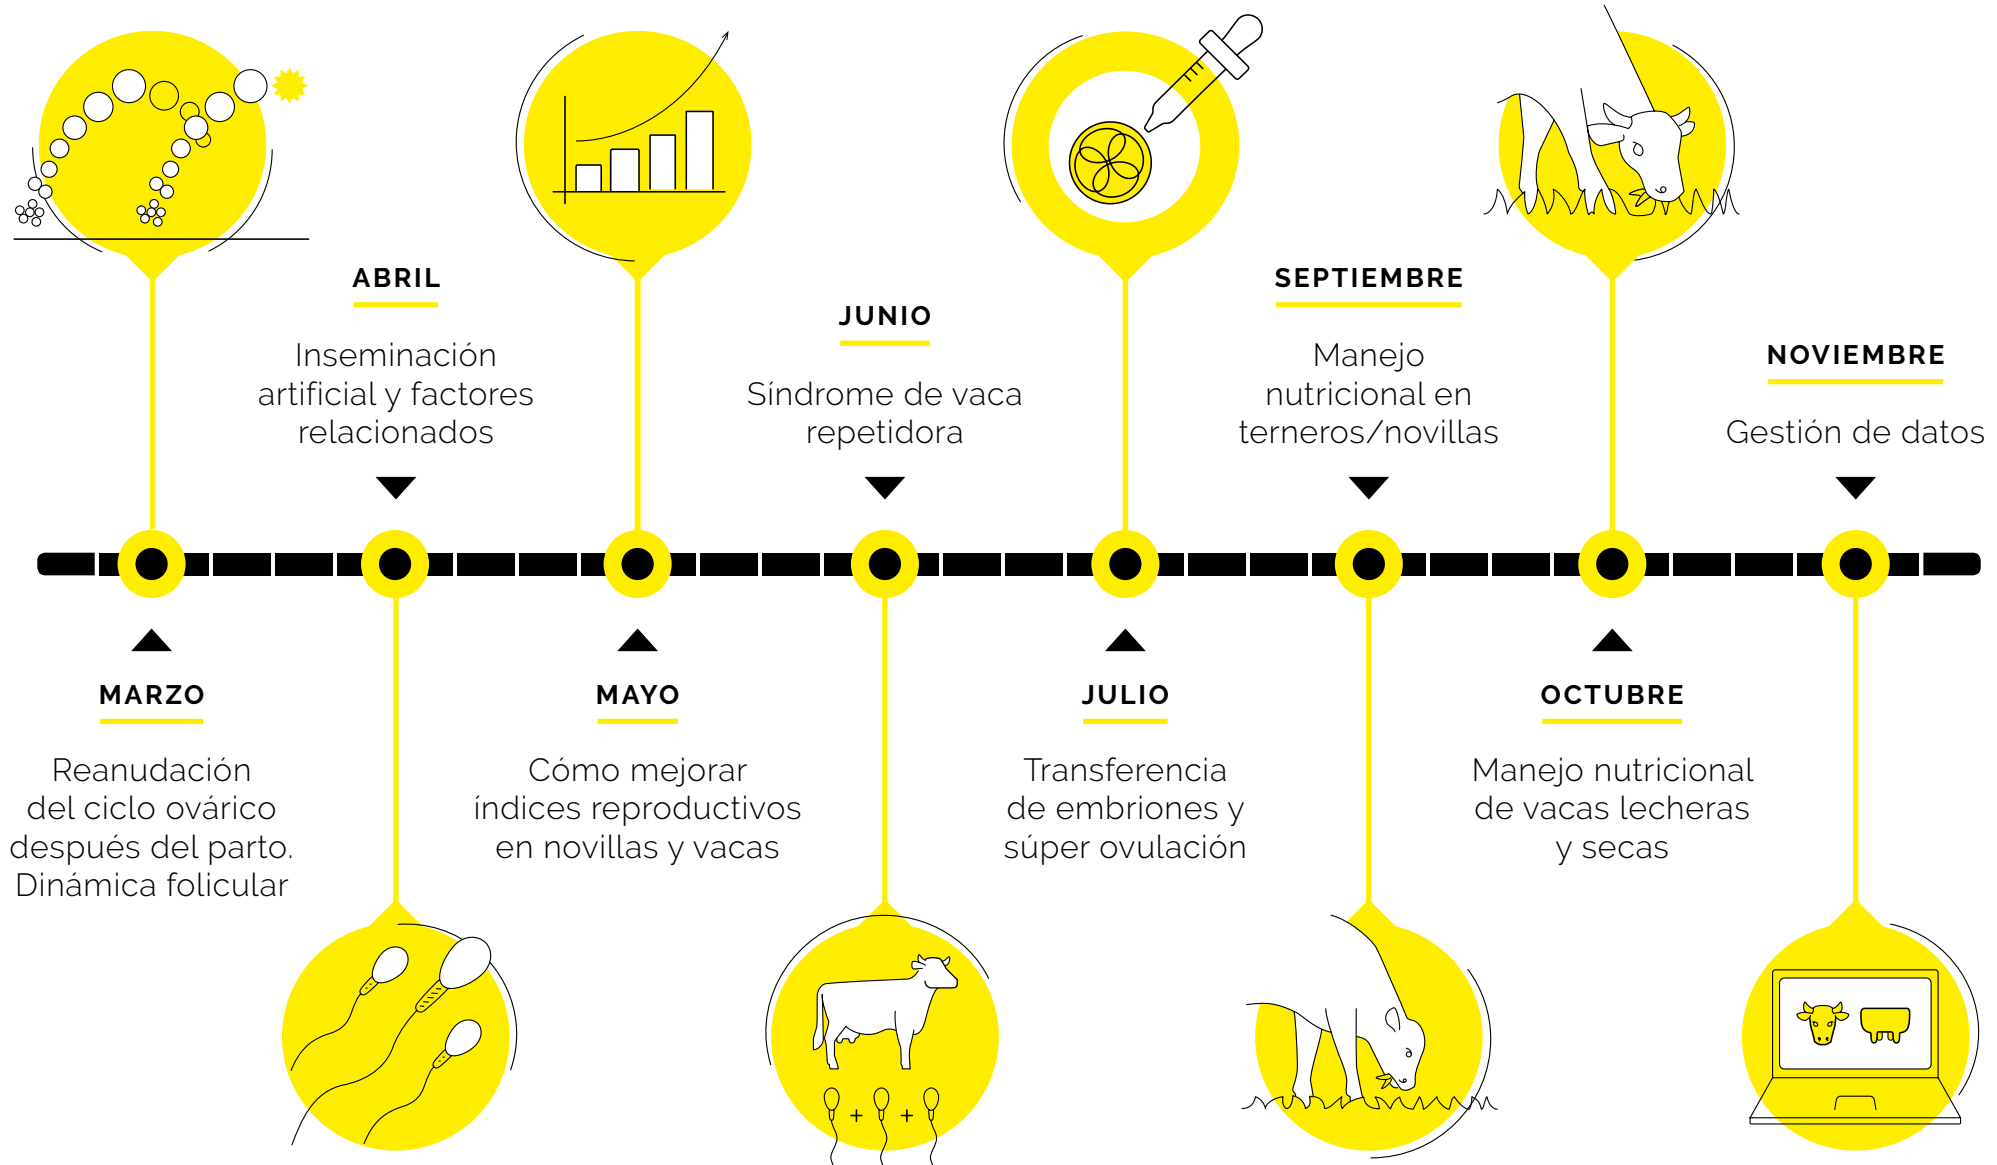 MARZO
Reanudación
del ciclo ovárico
después del parto.
Dinámica folicular
ABRIL
Inseminación
artificial y factores
relacionados
MAYO
Cómo mejorar
índices reproductivos
en novillas y vacas
JUNIO
Síndrome de vaca
repetidora
JULIO
Transferencia
de embriones y
súper ovulación
SEPTIEMBRE
Manejo
nutricional en
terneros/novillas
OCTUBRE
Manejo nutricional
de vacas lecheras
y secas
NOVIEMBRE
Gestión de datos